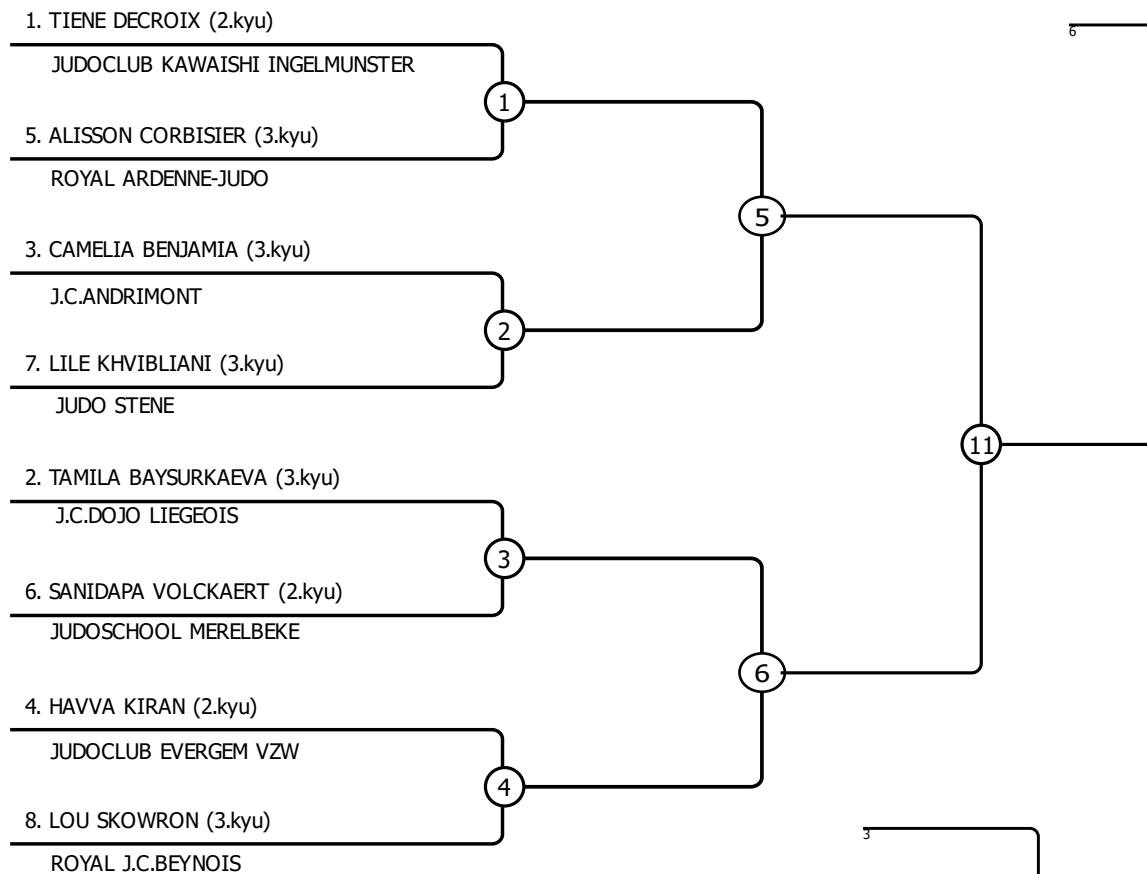 1. TIENE DECROIX (2.kyu)
6
JUDOCLUB KAWAISHI INGELMUNSTER
1
5. ALISSON CORBISIER (3.kyu)
ROYAL ARDENNE-JUDO
5
3. CAMELIA BENJAMIA (3.kyu)
J.C.ANDRIMONT
2
7. LILE KHVIBLIANI (3.kyu)
JUDO STENE
11
2. TAMILA BAYSURKAEVA (3.kyu)
J.C.DOJO LIEGEOIS
3
6. SANIDAPA VOLCKAERT (2.kyu)
JUDOSCHOOL MERELBEKE
6
4. HAVVA KIRAN (2.kyu)
JUDOCLUB EVERGEM VZW
4
8. LOU SKOWRON (3.kyu)
3
ROYAL J.C.BEYNOIS